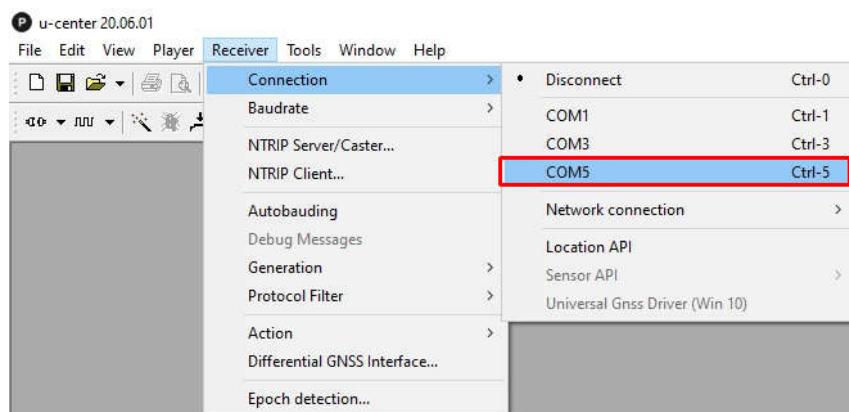 u-center 20.06.01
File Edit View Player Receiver Tools Window Help
Connection
Baudrate
NTRIP Server/Caster...
NTRIP Client...
Autobauding
Debug Messages
Generation
Protocol Filter
Action
Differential GNSS Interface...
Epoch detection...
Disconnect Ctrl-0
COM1 Ctrl-1
COM3 Ctrl-3
COM5 Ctrl-5
Network connection
Location API
Sensor API
Universal Gnss Driver (Win 10)